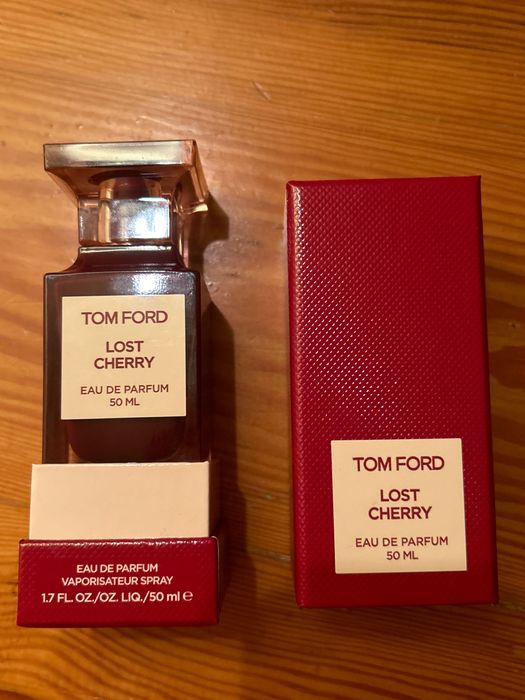 TOM FORD
LOST
CHERRY
EAU DE PARFUM
50 ML
EAU DE PARFUM
VAPORISATEUR SPRAY
1.7 FL. OZ./OZ. LIQ./50 ml ℮
TOM FORD
LOST
CHERRY
EAU DE PARFUM
50 ML